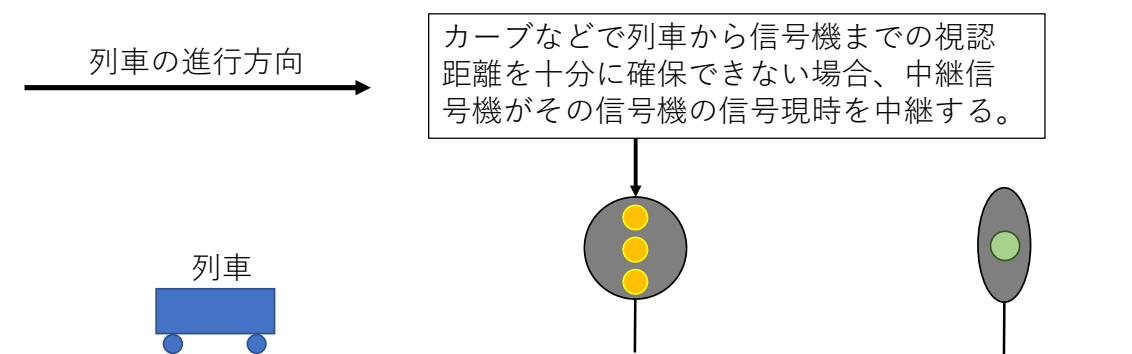 列車の進行方向
カーブなどで列車から信号機までの視認
距離を十分に確保できない場合、中継信
号機がその信号機の信号現時を中継する。
列車